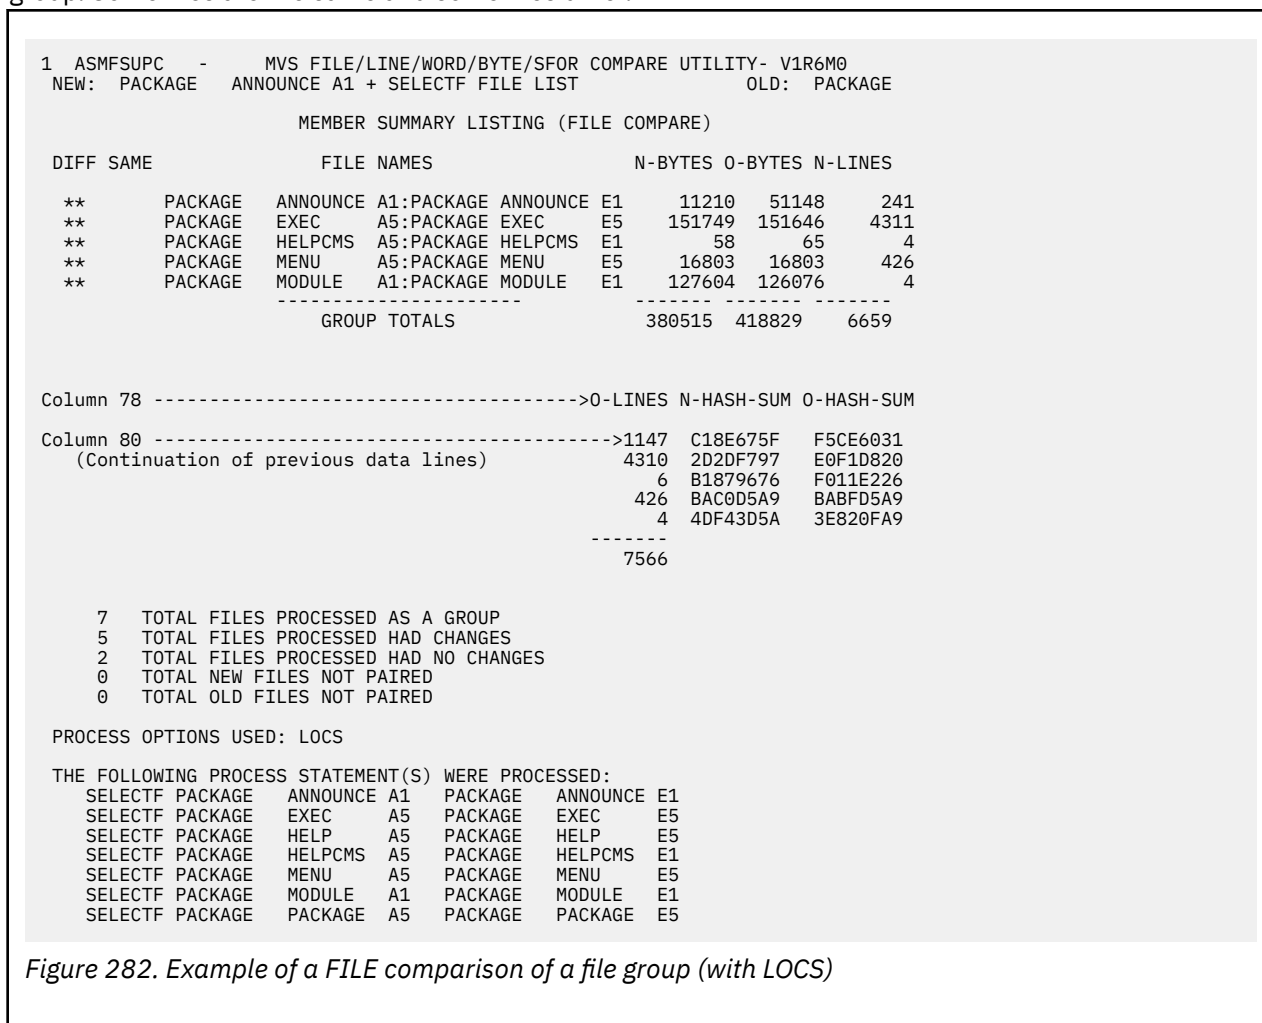 1  ASMFSUPC   -     MVS FILE/LINE/WORD/BYTE/SFOR COMPARE UTILITY- V1R6M0
 NEW:  PACKAGE   ANNOUNCE A1 + SELECTF FILE LIST               OLD:  PACKAGE
                       MEMBER SUMMARY LISTING (FILE COMPARE)
 DIFF SAME               FILE NAMES                  N-BYTES O-BYTES N-LINES
  **       PACKAGE   ANNOUNCE A1:PACKAGE ANNOUNCE E1     11210   51148     241
  **       PACKAGE   EXEC     A5:PACKAGE EXEC     E5    151749  151646    4311
  **       PACKAGE   HELPCMS  A5:PACKAGE HELPCMS  E1        58      65       4
  **       PACKAGE   MENU     A5:PACKAGE MENU     E5     16803   16803     426
  **       PACKAGE   MODULE   A1:PACKAGE MODULE   E1    127604  126076       4
                     ----------------------          ------- ------- -------
                         GROUP TOTALS                 380515  418829    6659
Column 78 -------------------------------------->O-LINES N-HASH-SUM O-HASH-SUM
Column 80 ----------------------------------------->1147  C18E675F   F5CE6031
   (Continuation of previous data lines)            4310  2D2DF797   E0F1D820
                                                       6  B1879676   F011E226
                                                     426  BAC0D5A9   BABFD5A9
                                                       4  4DF43D5A   3E820FA9
                                                 -------
                                                    7566
     7   TOTAL FILES PROCESSED AS A GROUP
     5   TOTAL FILES PROCESSED HAD CHANGES
     2   TOTAL FILES PROCESSED HAD NO CHANGES
     0   TOTAL NEW FILES NOT PAIRED
     0   TOTAL OLD FILES NOT PAIRED
 PROCESS OPTIONS USED: LOCS
 THE FOLLOWING PROCESS STATEMENT(S) WERE PROCESSED:
    SELECTF PACKAGE   ANNOUNCE A1   PACKAGE   ANNOUNCE E1
    SELECTF PACKAGE   EXEC     A5   PACKAGE   EXEC     E5
    SELECTF PACKAGE   HELP     A5   PACKAGE   HELP     E5
    SELECTF PACKAGE   HELPCMS  A5   PACKAGE   HELPCMS  E1
    SELECTF PACKAGE   MENU     A5   PACKAGE   MENU     E5
    SELECTF PACKAGE   MODULE   A1   PACKAGE   MODULE   E1
    SELECTF PACKAGE   PACKAGE  A5   PACKAGE   PACKAGE  E5
Figure 282. Example of a FILE comparison of a file group (with LOCS)